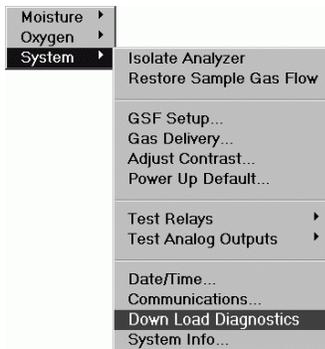 Moisture
Oxygen
System
Isolate Analyzer
Restore Sample Gas Flow
GSF Setup...
Gas Delivery...
Adjust Contrast...
Power Up Default...
Test Relays
Test Analog Outputs
Date/Time...
Communications...
Down Load Diagnostics
System Info...